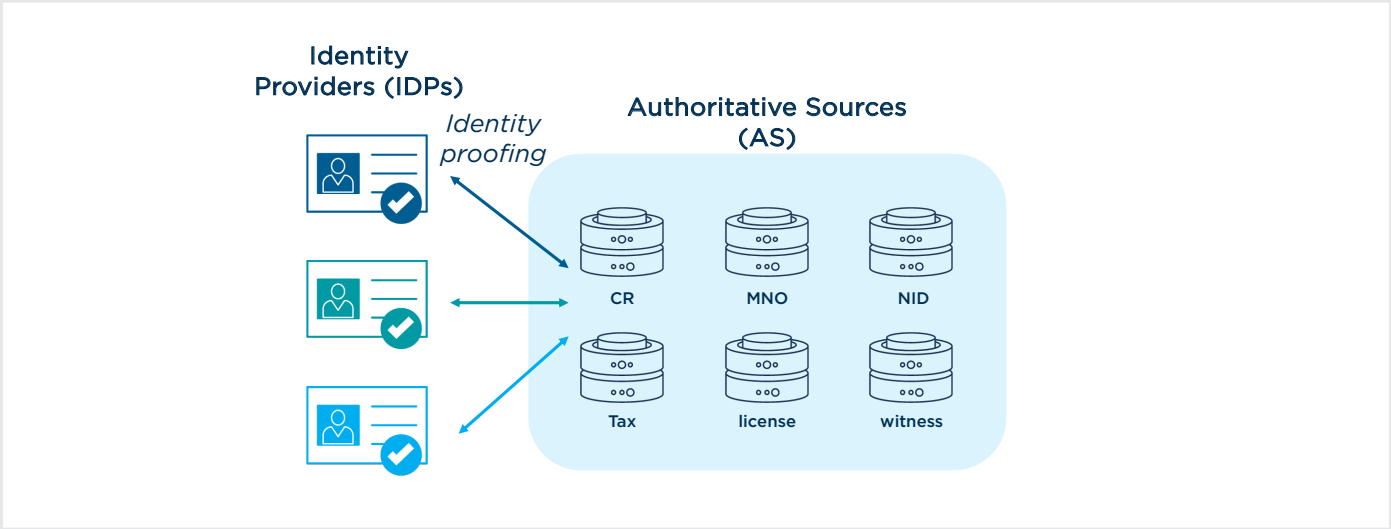 Identity
Providers (IDPs)
Identity
proofing
Authoritative Sources
(AS)
CR
MNO
NID
Tax
license
witness